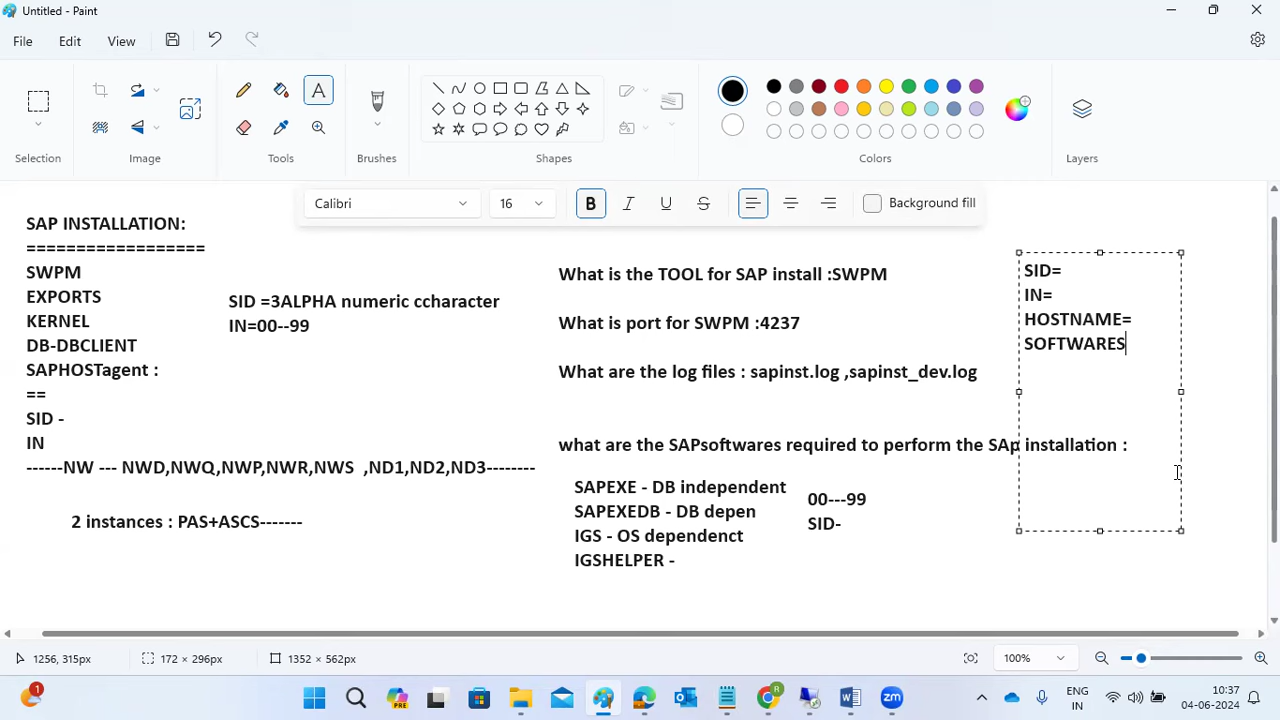 Untitled - Paint
File Edit View
Selection Image Tools Brushes Shapes Colors Layers
Calibri 16 B I U S Background fill
SAP INSTALLATION:
==================
SWPM
EXPORTS
KERNEL
DB-DBCLIENT
SAPHOSTagent :
==
SID -
IN
------NW --- NWD,NWQ,NWP,NWR,NWS ,ND1,ND2,ND3--------
2 instances : PAS+ASCS-------
SID =3ALPHA numeric ccharacter
IN=00--99
What is the TOOL for SAP install :SWPM
What is port for SWPM :4237
What are the log files : sapinst.log ,sapinst_dev.log
what are the SAPsoftwares required to perform the SAp installation :
SAPEXE - DB independent
SAPEXEDB - DB depen
IGS - OS dependenct
IGSHELPER -
00---99
SID-
SID=
IN=
HOSTNAME=
SOFTWARES
1256, 315px 172 × 296px 1352 × 562px 100%
1 PRE R zm ENG IN 10:37 04-06-2024